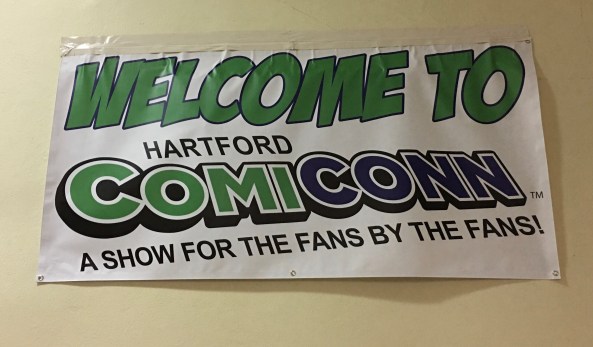 WELCOME TO
HARTFORD
COMICONN™
A SHOW FOR THE FANS BY THE FANS!